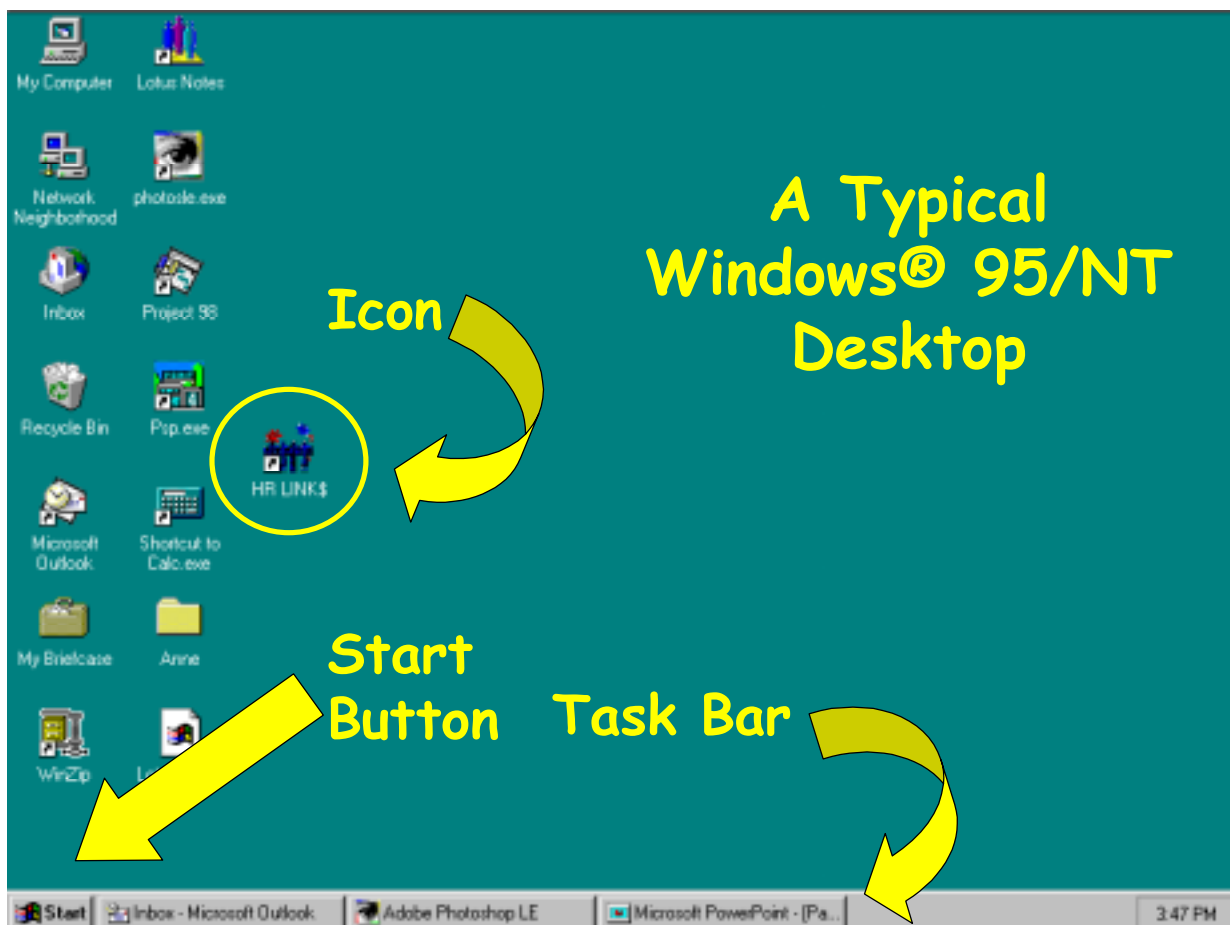 My Computer
Lotus Notes
Network
Neighborhood
photosle.exe
Inbox
Project 98
Recycle Bin
Psp.exe
HR LINK$
Microsoft
Outlook
Shortcut to
Calc.exe
My Briefcase
Anne
WinZip
A Typical
Windows® 95/NT
Desktop
Icon
Start
Button
Task Bar
Start
Inbox - Microsoft Outlook
Adobe Photoshop LE
Microsoft PowerPoint - [Pa...
3:47 PM